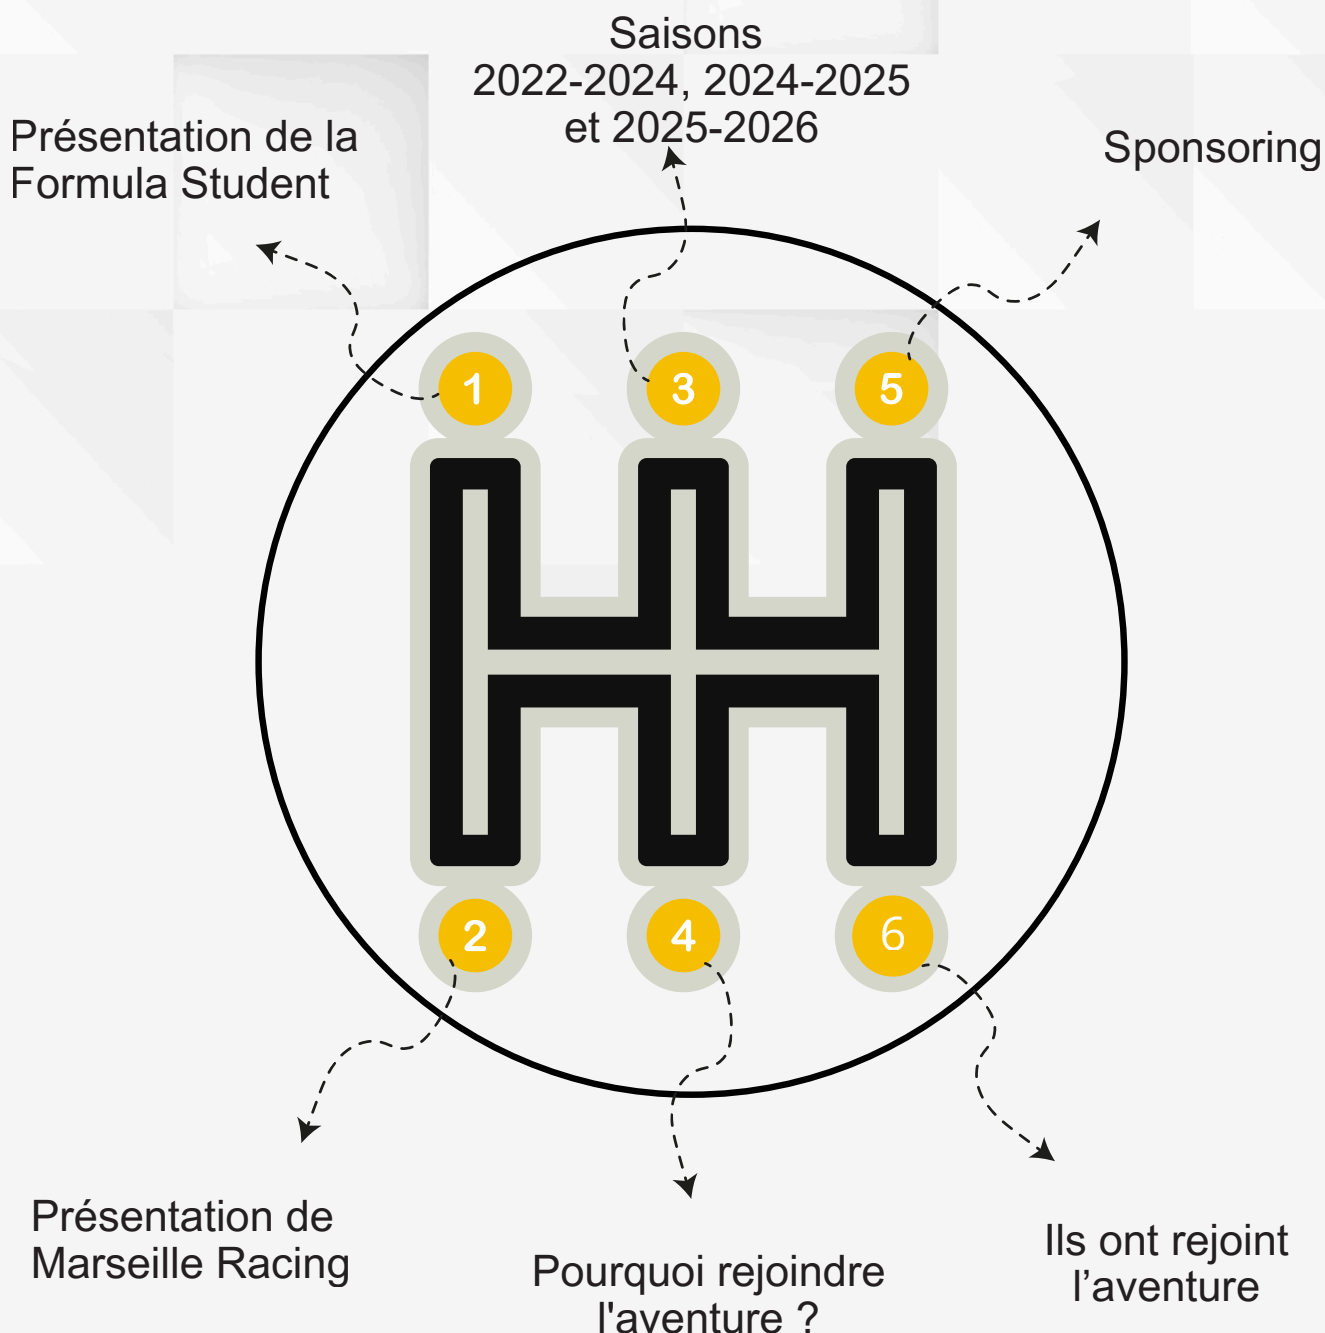 Saisons
2022-2024, 2024-2025
et 2025-2026
Présentation de la
Formula Student
Sponsoring
1
3
5
2
4
6
Présentation de
Marseille Racing
Pourquoi rejoindre
l'aventure ?
Ils ont rejoint
l’aventure